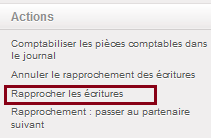 Actions
Comptabiliser les pièces comptables dans
le journal
Annuler le rapprochement des écritures
Rapprocher les écritures
Rapprochement : passer au partenaire
suivant